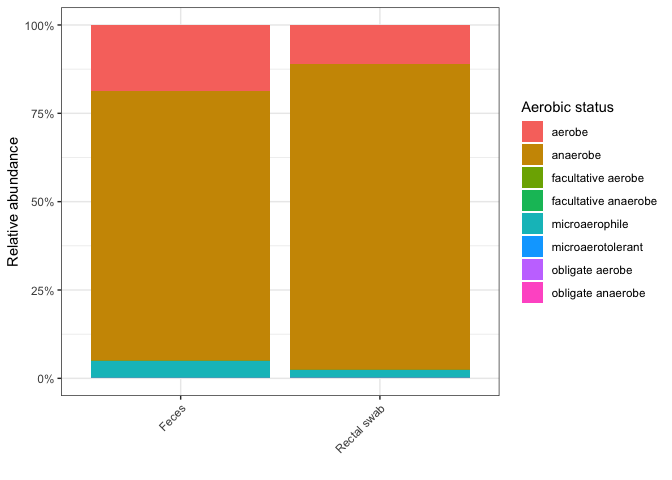 Relative abundance
100%
75%
50%
25%
0%
Feces
Rectal swab
Aerobic status
aerobe
anaerobe
facultative aerobe
facultative anaerobe
microaerophile
microaerotolerant
obligate aerobe
obligate anaerobe